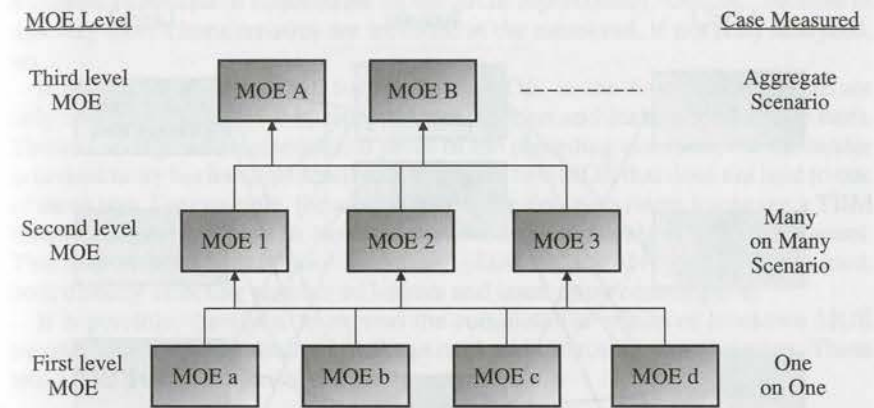 MOE Level
Case Measured
Third level
MOE
MOE A
MOE B
Aggregate
Scenario
Second level
MOE
MOE 1
MOE 2
MOE 3
Many
on Many
Scenario
First level
MOE
MOE a
MOE b
MOE c
MOE d
One
on One